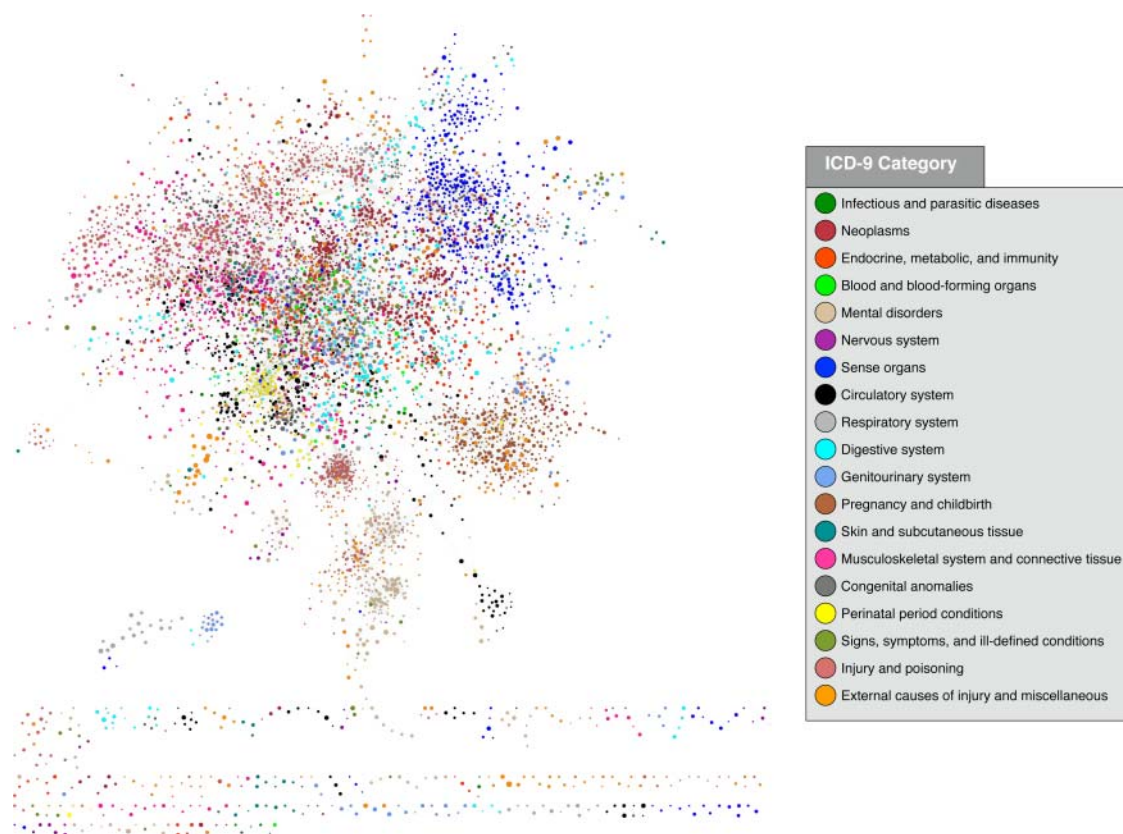 ICD-9 Category
Infectious and parasitic diseases
Neoplasms
Endocrine, metabolic, and immunity
Blood and blood-forming organs
Mental disorders
Nervous system
Sense organs
Circulatory system
Respiratory system
Digestive system
Genitourinary system
Pregnancy and childbirth
Skin and subcutaneous tissue
Musculoskeletal system and connective tissue
Congenital anomalies
Perinatal period conditions
Signs, symptoms, and ill-defined conditions
Injury and poisoning
External causes of injury and miscellaneous